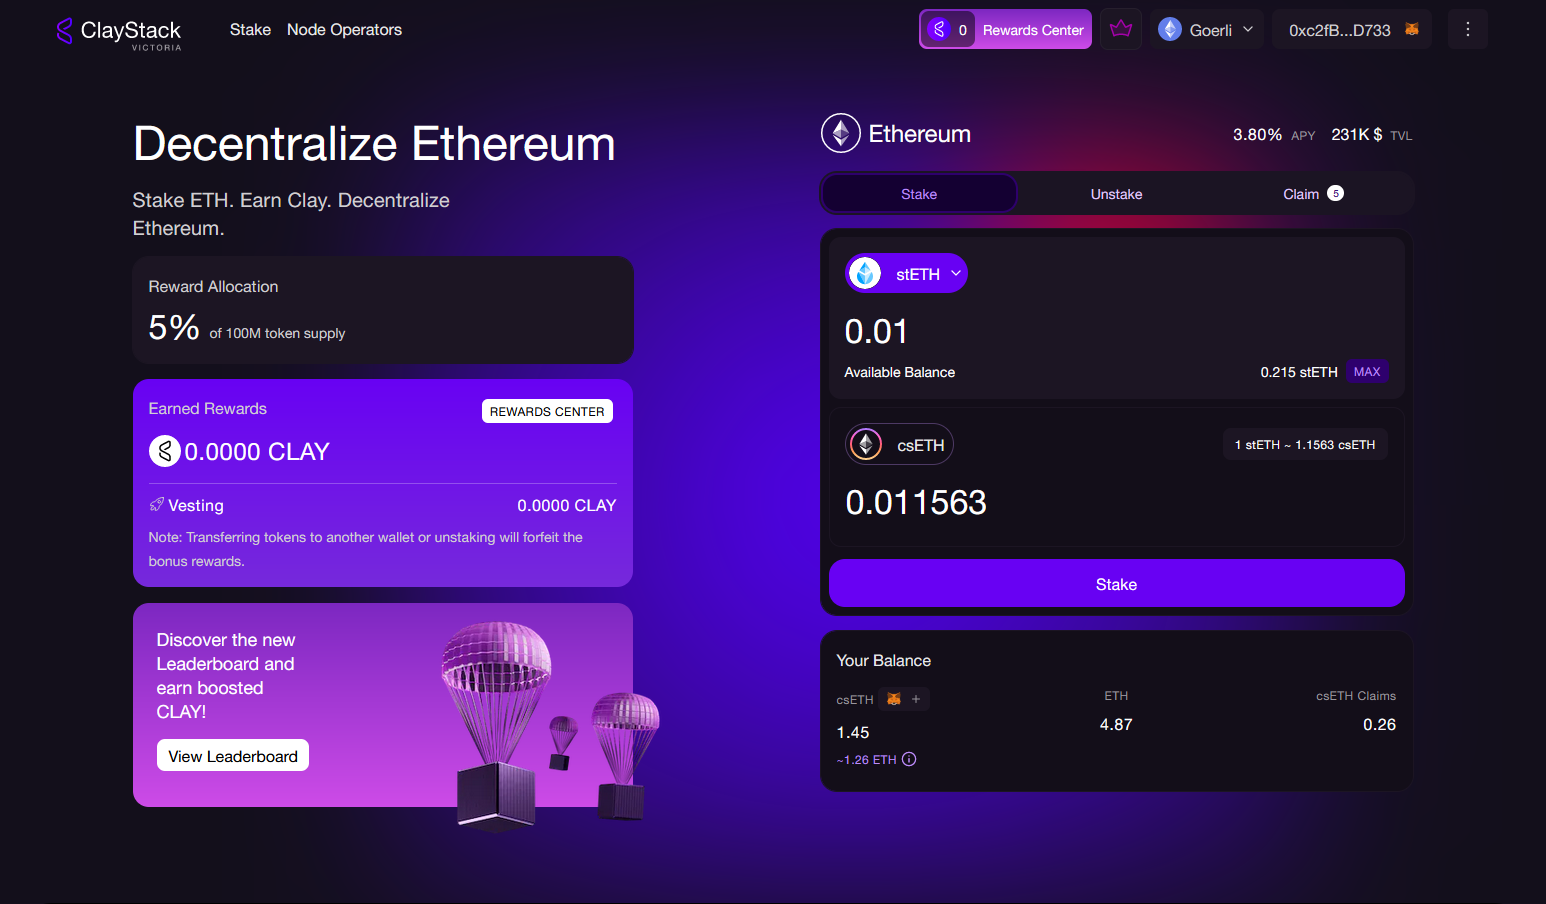 ClayStack
VICTORIA
Stake
Node Operators
0
Rewards Center
Goerli
0xc2fB...D733
Decentralize Ethereum
Stake ETH. Earn Clay. Decentralize
Ethereum.
Reward Allocation
5% of 100M token supply
Earned Rewards
REWARDS CENTER
0.0000 CLAY
Vesting
0.0000 CLAY
Note: Transferring tokens to another wallet or unstaking will forfeit the
bonus rewards.
Discover the new
Leaderboard and
earn boosted
CLAY!
View Leaderboard
Ethereum
3.80% APY
231K $ TVL
Stake
Unstake
Claim 5
stETH
0.01
Available Balance
0.215 stETH
MAX
csETH
1 stETH ~ 1.1563 csETH
0.011563
Stake
Your Balance
csETH
+
1.45
~1.26 ETH
ETH
4.87
csETH Claims
0.26